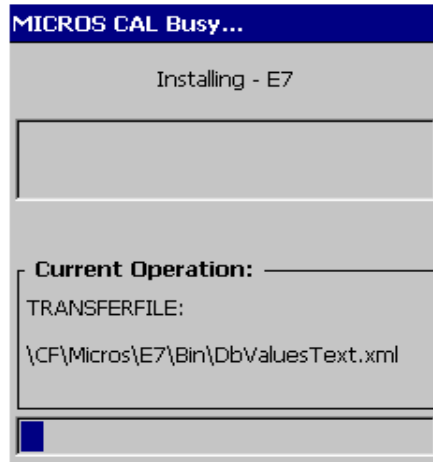 MICROS CAL Busy...
Installing - E7
Current Operation:
TRANSFERFILE:
\CF\Micros\E7\Bin\DbValuesText.xml